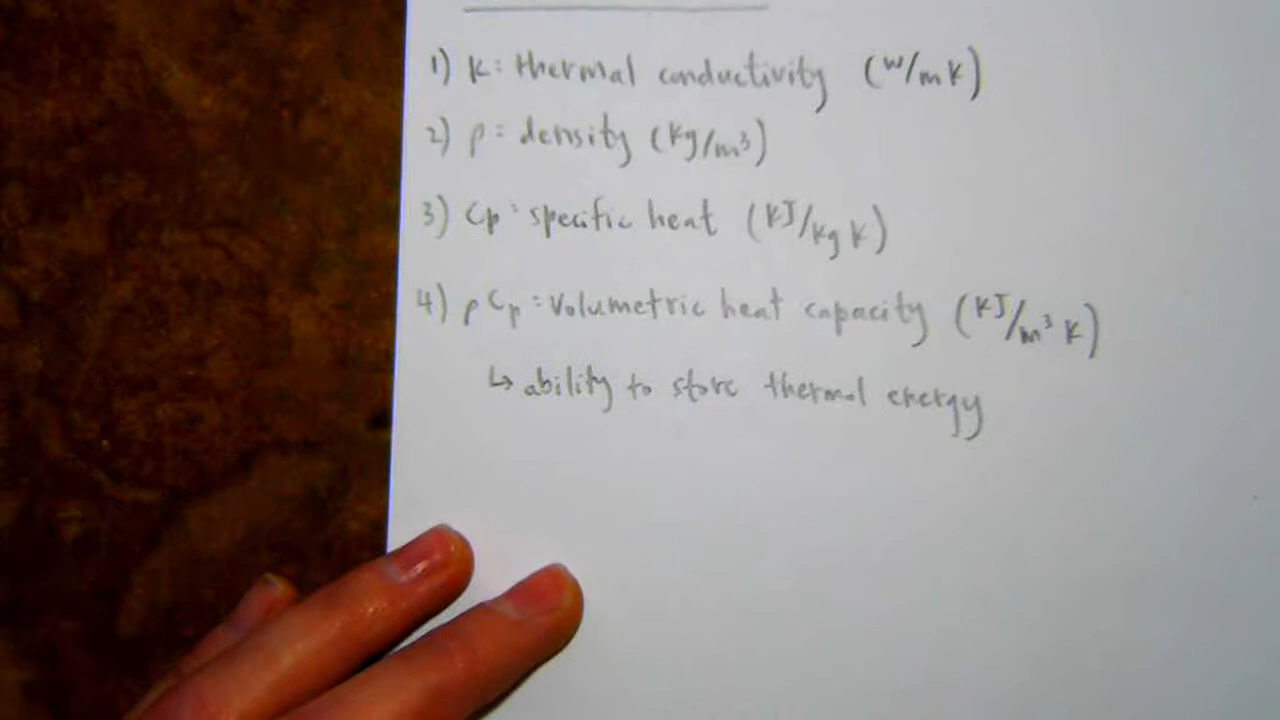 1) K: thermal conductivity (W/mK)
2) ρ: density (kg/m³)
3) Cp: specific heat (KJ/kg K)
4) ρCp: Volumetric heat capacity (KJ/m³ K)
↳ ability to store thermal energy